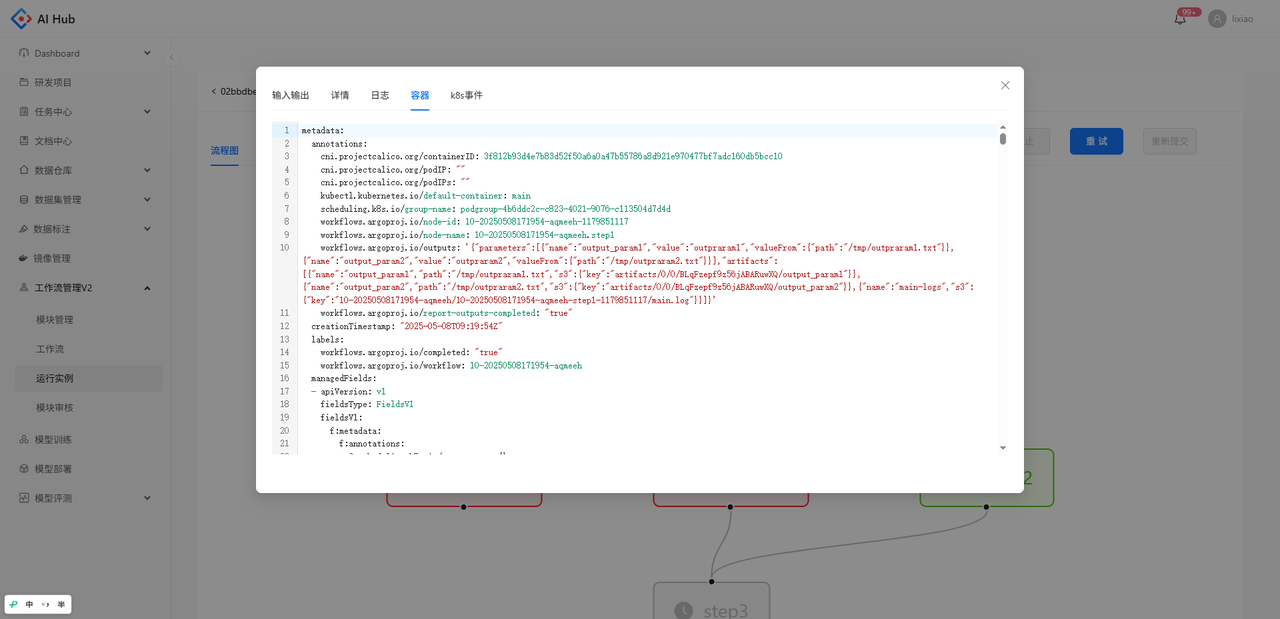 AI Hub
99+
lixiao
Dashboard
研发项目
任务中心
文档中心
数据仓库
数据集管理
数据标注
镜像管理
工作流管理V2
模块管理
工作流
运行实例
模块审核
模型训练
模型部署
模型评测
02bbdbe
流程图
止
重 试
重新提交
输入输出 详情 日志 容器 k8s事件
1 metadata:
2 annotations:
3 cni.projectcalico.org/containerID: 3f812b93d4e7b83d52f50a6a0a47b55786a8d921e970477bf7adc160db5bcc10
4 cni.projectcalico.org/podIP: ""
5 cni.projectcalico.org/podIPs: ""
6 kubectl.kubernetes.io/default-container: main
7 scheduling.k8s.io/group-name: podgroup-4b6ddc2c-c823-4021-9076-c113504d7d4d
8 workflows.argoproj.io/node-id: 10-20250508171954-aqmeeh-1179851117
9 workflows.argoproj.io/node-name: 10-20250508171954-aqmeeh.step1
10 workflows.argoproj.io/outputs: '{"parameters":[{"name":"output_param1","value":"outpraram1","valueFrom":{"path":"/tmp/outpraram1.txt"}},
{"name":"output_param2","value":"outpraram2","valueFrom":{"path":"/tmp/outpraram2.txt"}}],"artifacts":
[{"name":"output_param1","path":"/tmp/outpraram1.txt","s3":{"key":"artifacts/0/0/BLqFzepf9z56jABARuwXQ/output_param1"}},
{"name":"output_param2","path":"/tmp/outpraram2.txt","s3":{"key":"artifacts/0/0/BLqFzepf9z56jABARuwXQ/output_param2"}},{"name":"main-logs","s3":
{"key":"10-20250508171954-aqmeeh/10-20250508171954-aqmeeh-step1-1179851117/main.log"}}]}'
11 workflows.argoproj.io/report-outputs-completed: "true"
12 creationTimestamp: "2025-05-08T09:19:54Z"
13 labels:
14 workflows.argoproj.io/completed: "true"
15 workflows.argoproj.io/workflow: 10-20250508171954-aqmeeh
16 managedFields:
17 - apiVersion: v1
18 fieldsType: FieldsV1
19 fieldsV1:
20 f:metadata:
21 f:annotations:
2
step3
中 半